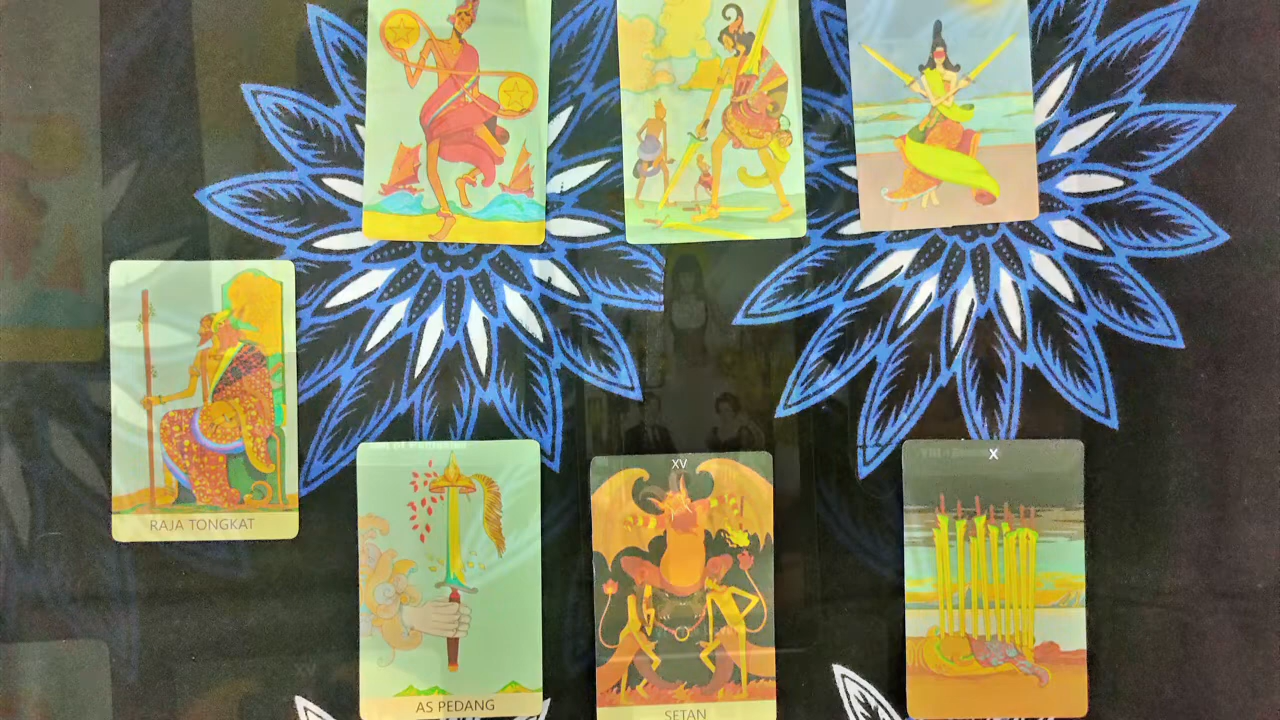 RAJA TONGKAT
AS PEDANG
XV
SETAN
X